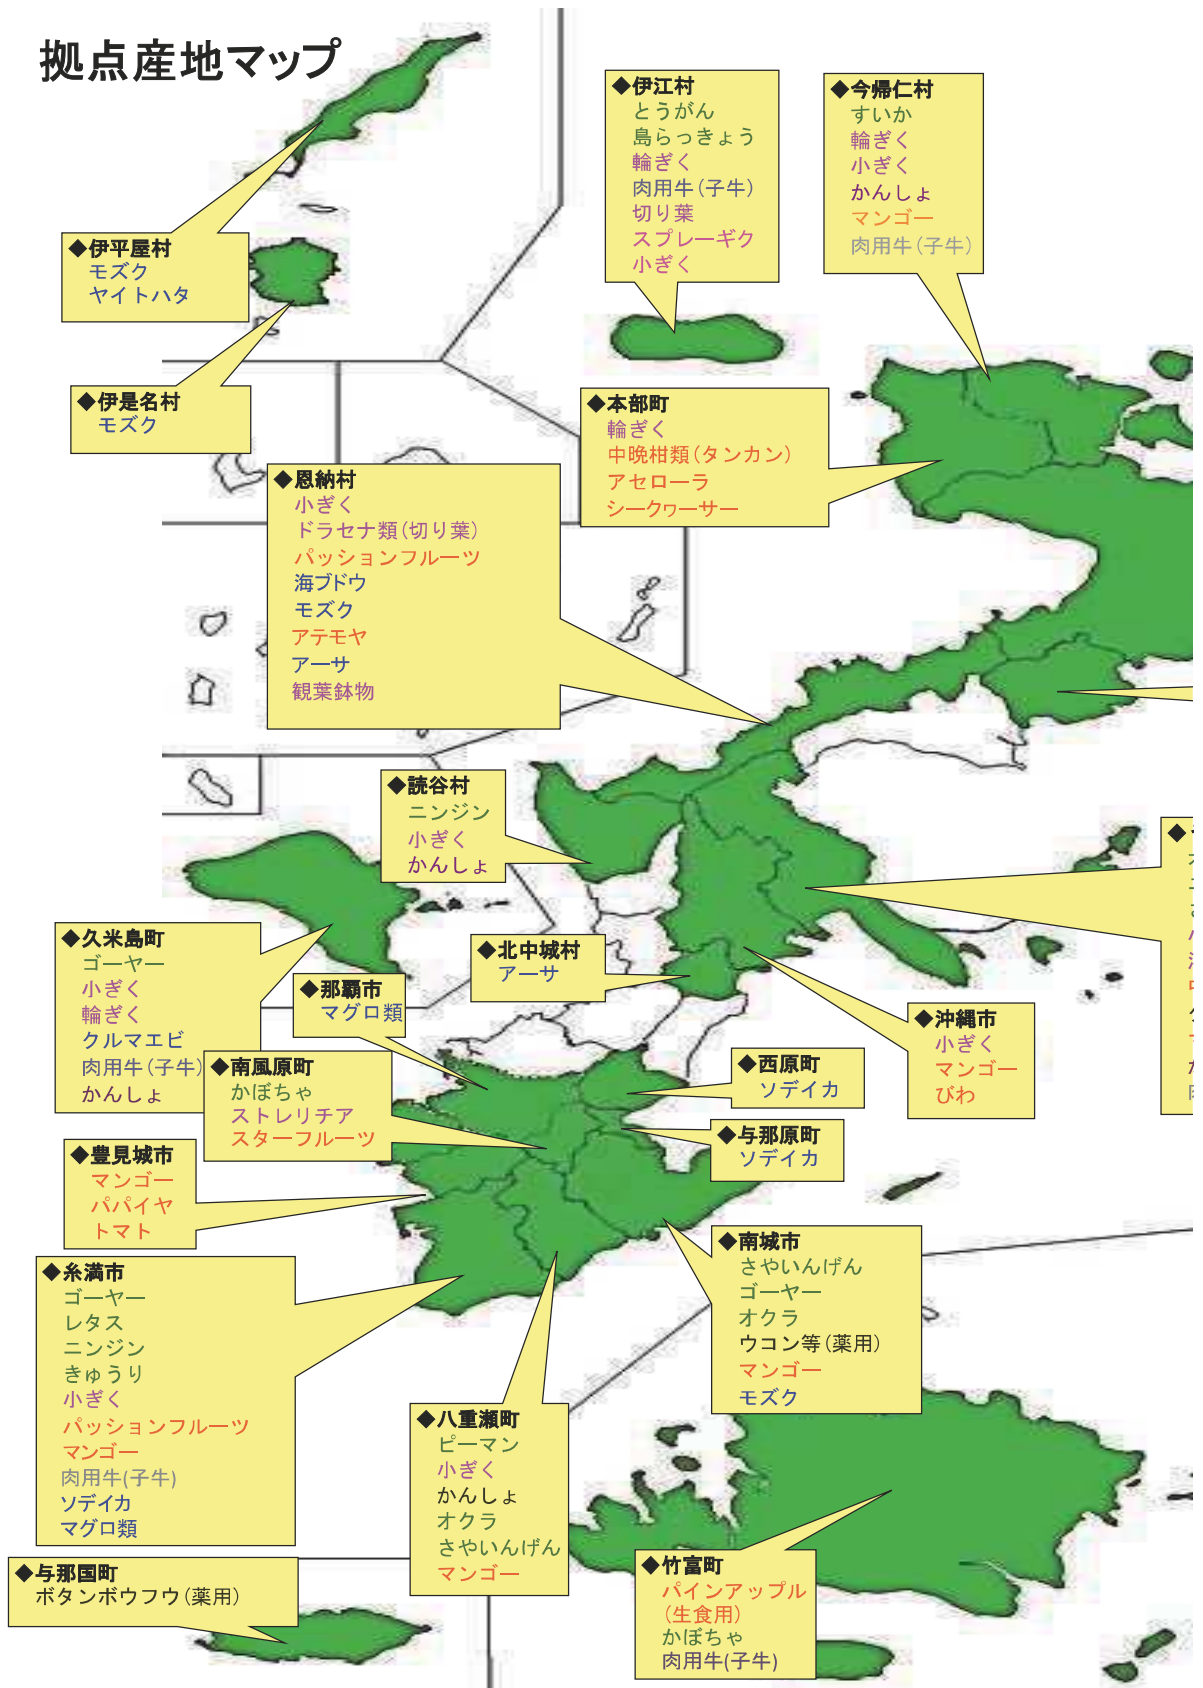 拠点産地マップ
◆伊江村
とうがん
島らっきょう
輪ぎく
肉用牛(子牛)
切り葉
スプレーギク
小ぎく
◆今帰仁村
すいか
輪ぎく
小ぎく
かんしょ
マンゴー
肉用牛(子牛)
◆伊平屋村
モズク
ヤイトハタ
◆伊是名村
モズク
◆本部町
輪ぎく
中晩柑類(タンカン)
アセローラ
シークヮーサー
◆恩納村
小ぎく
ドラセナ類(切り葉)
パッションフルーツ
海ブドウ
モズク
アテモヤ
アーサ
観葉鉢物
◆読谷村
ニンジン
小ぎく
かんしょ
◆久米島町
ゴーヤー
小ぎく
輪ぎく
クルマエビ
肉用牛(子牛)
かんしょ
◆北中城村
アーサ
◆那覇市
マグロ類
◆沖縄市
小ぎく
マンゴー
びわ
◆南風原町
かぼちゃ
ストレリチア
スターフルーツ
◆西原町
ソデイカ
◆与那原町
ソデイカ
◆豊見城市
マンゴー
パパイヤ
トマト
◆南城市
さやいんげん
ゴーヤー
オクラ
ウコン等(薬用)
マンゴー
モズク
◆糸満市
ゴーヤー
レタス
ニンジン
きゅうり
小ぎく
パッションフルーツ
マンゴー
肉用牛(子牛)
ソデイカ
マグロ類
◆八重瀬町
ピーマン
小ぎく
かんしょ
オクラ
さやいんげん
マンゴー
◆与那国町
ボタンボウフウ(薬用)
◆竹富町
パインアップル
(生食用)
かぼちゃ
肉用牛(子牛)